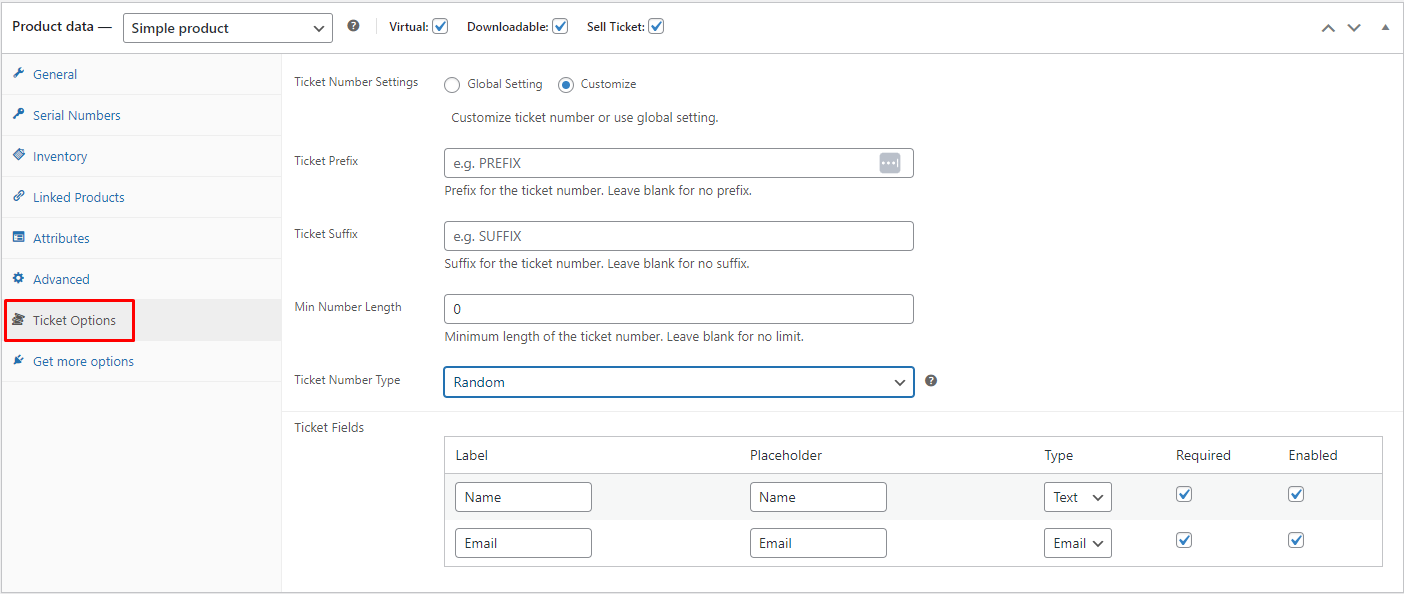 Product data — Simple product Virtual: Downloadable: Sell Ticket:
General
Serial Numbers
Inventory
Linked Products
Attributes
Advanced
Ticket Options
Get more options
Ticket Number Settings Global Setting Customize
Customize ticket number or use global setting.
Ticket Prefix e.g. PREFIX
Prefix for the ticket number. Leave blank for no prefix.
Ticket Suffix e.g. SUFFIX
Suffix for the ticket number. Leave blank for no suffix.
Min Number Length 0
Minimum length of the ticket number. Leave blank for no limit.
Ticket Number Type Random
Ticket Fields
Label Placeholder Type Required Enabled
Name Name Text
Email Email Email